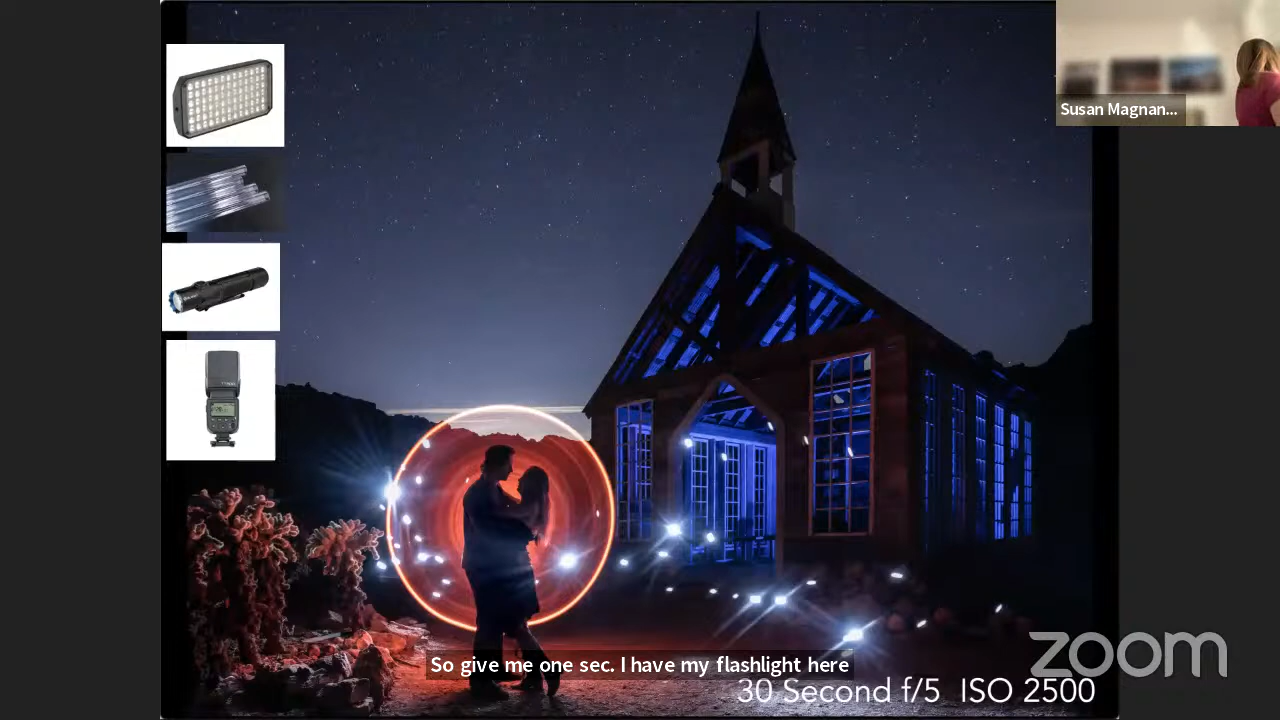 Susan Magnan...
So give me one sec. I have my flashlight here
zoom
30 Second f/5 ISO 2500